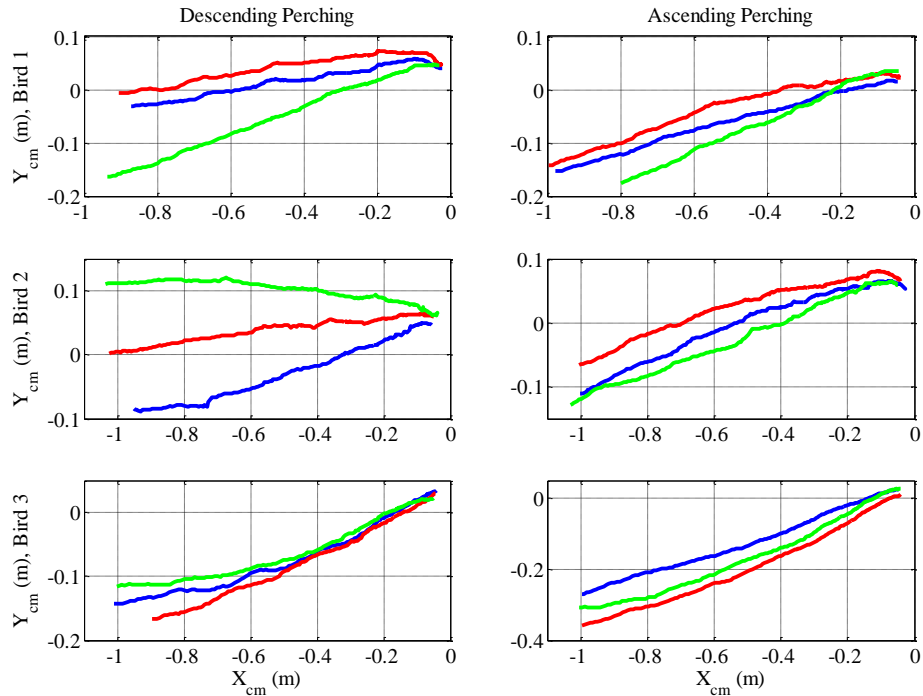 Descending Perching
Ascending Perching
Y_cm (m), Bird 1
0.1
0
-0.1
-0.2
-1 -0.8 -0.6 -0.4 -0.2 0
0.1
0
-0.1
-0.2
-1 -0.8 -0.6 -0.4 -0.2 0
Y_cm (m), Bird 2
0.1
0
-0.1
-1 -0.8 -0.6 -0.4 -0.2 0
0.1
0
-0.1
-1 -0.8 -0.6 -0.4 -0.2 0
Y_cm (m), Bird 3
0
-0.1
-0.2
-1 -0.8 -0.6 -0.4 -0.2 0
X_cm (m)
0
-0.2
-0.4
-1 -0.8 -0.6 -0.4 -0.2 0
X_cm (m)